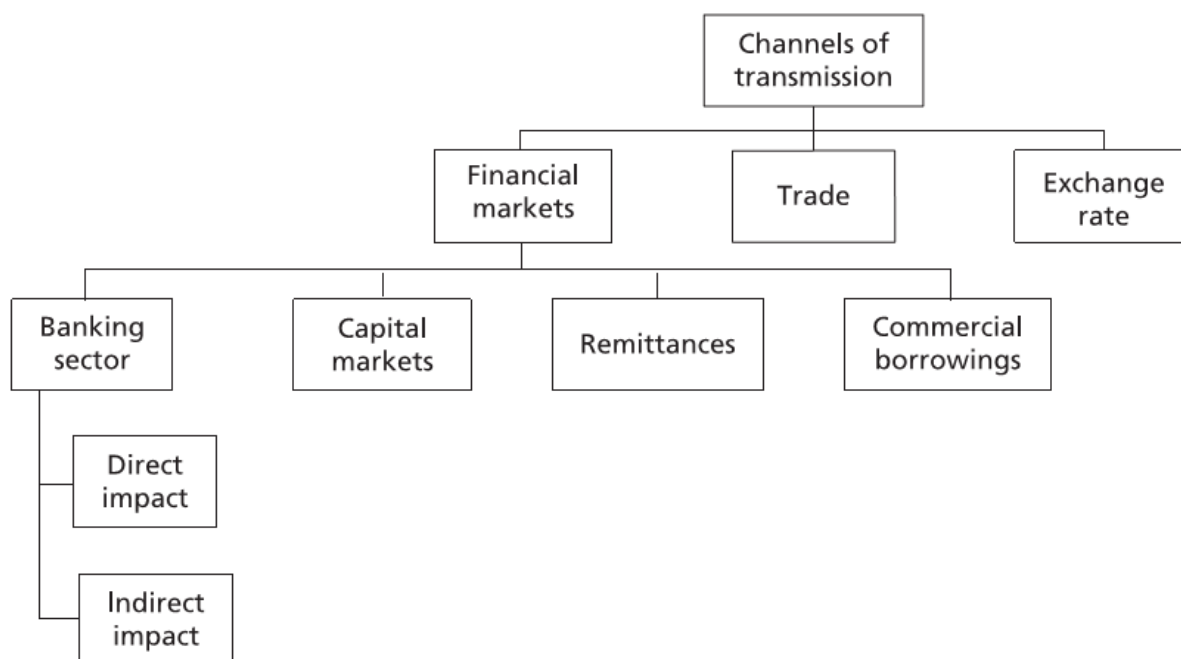 Channels of
transmission
Financial
markets
Trade
Exchange
rate
Banking
sector
Capital
markets
Remittances
Commercial
borrowings
Direct
impact
Indirect
impact